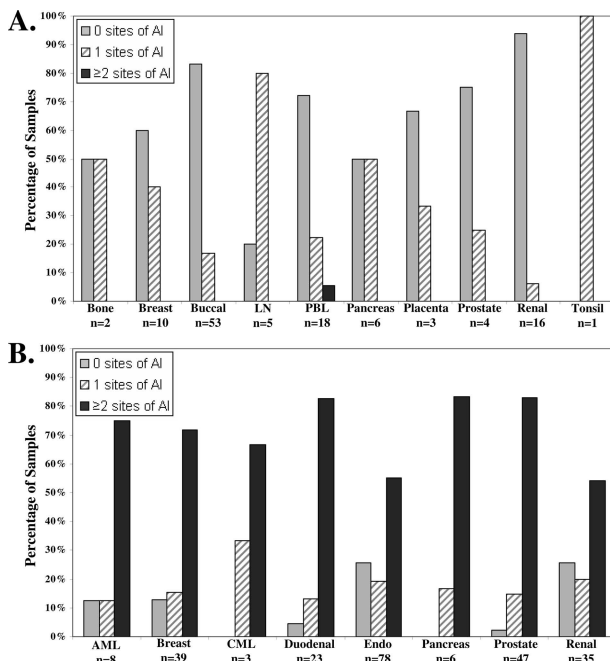 A.
0 sites of AI
1 sites of AI
≥2 sites of AI
Percentage of Samples
100%
90%
80%
70%
60%
50%
40%
30%
20%
10%
0%
Bone Breast Buccal LN PBL Pancreas Placenta Prostate Renal Tonsil
n=2 n=10 n=53 n=5 n=18 n=6 n=3 n=4 n=16 n=1
B.
0 sites of AI
1 sites of AI
≥2 sites of AI
Percentage of Samples
100%
90%
80%
70%
60%
50%
40%
30%
20%
10%
0%
AML Breast CML Duodenal Endo Pancreas Prostate Renal
n=8 n=39 n=3 n=23 n=78 n=6 n=47 n=35